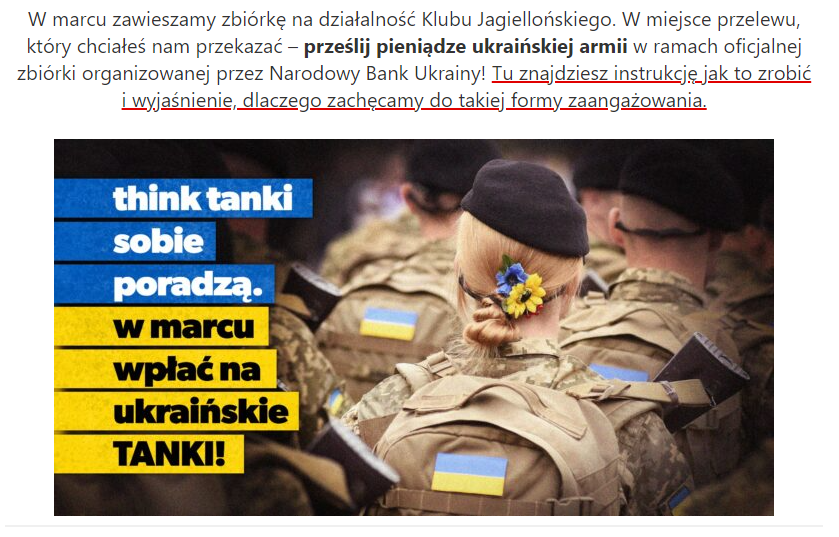 W marcu zawieszamy zbiórkę na działalność Klubu Jagiellońskiego. W miejsce przelewu,
który chciałeś nam przekazać – prześlij pieniądze ukraińskiej armii w ramach oficjalnej
zbiórki organizowanej przez Narodowy Bank Ukrainy! Tu znajdziesz instrukcję jak to zrobić
i wyjaśnienie, dlaczego zachęcamy do takiej formy zaangażowania.
think tanki
sobie
poradzą.
w marcu
wpłać na
ukraińskie
TANKI!